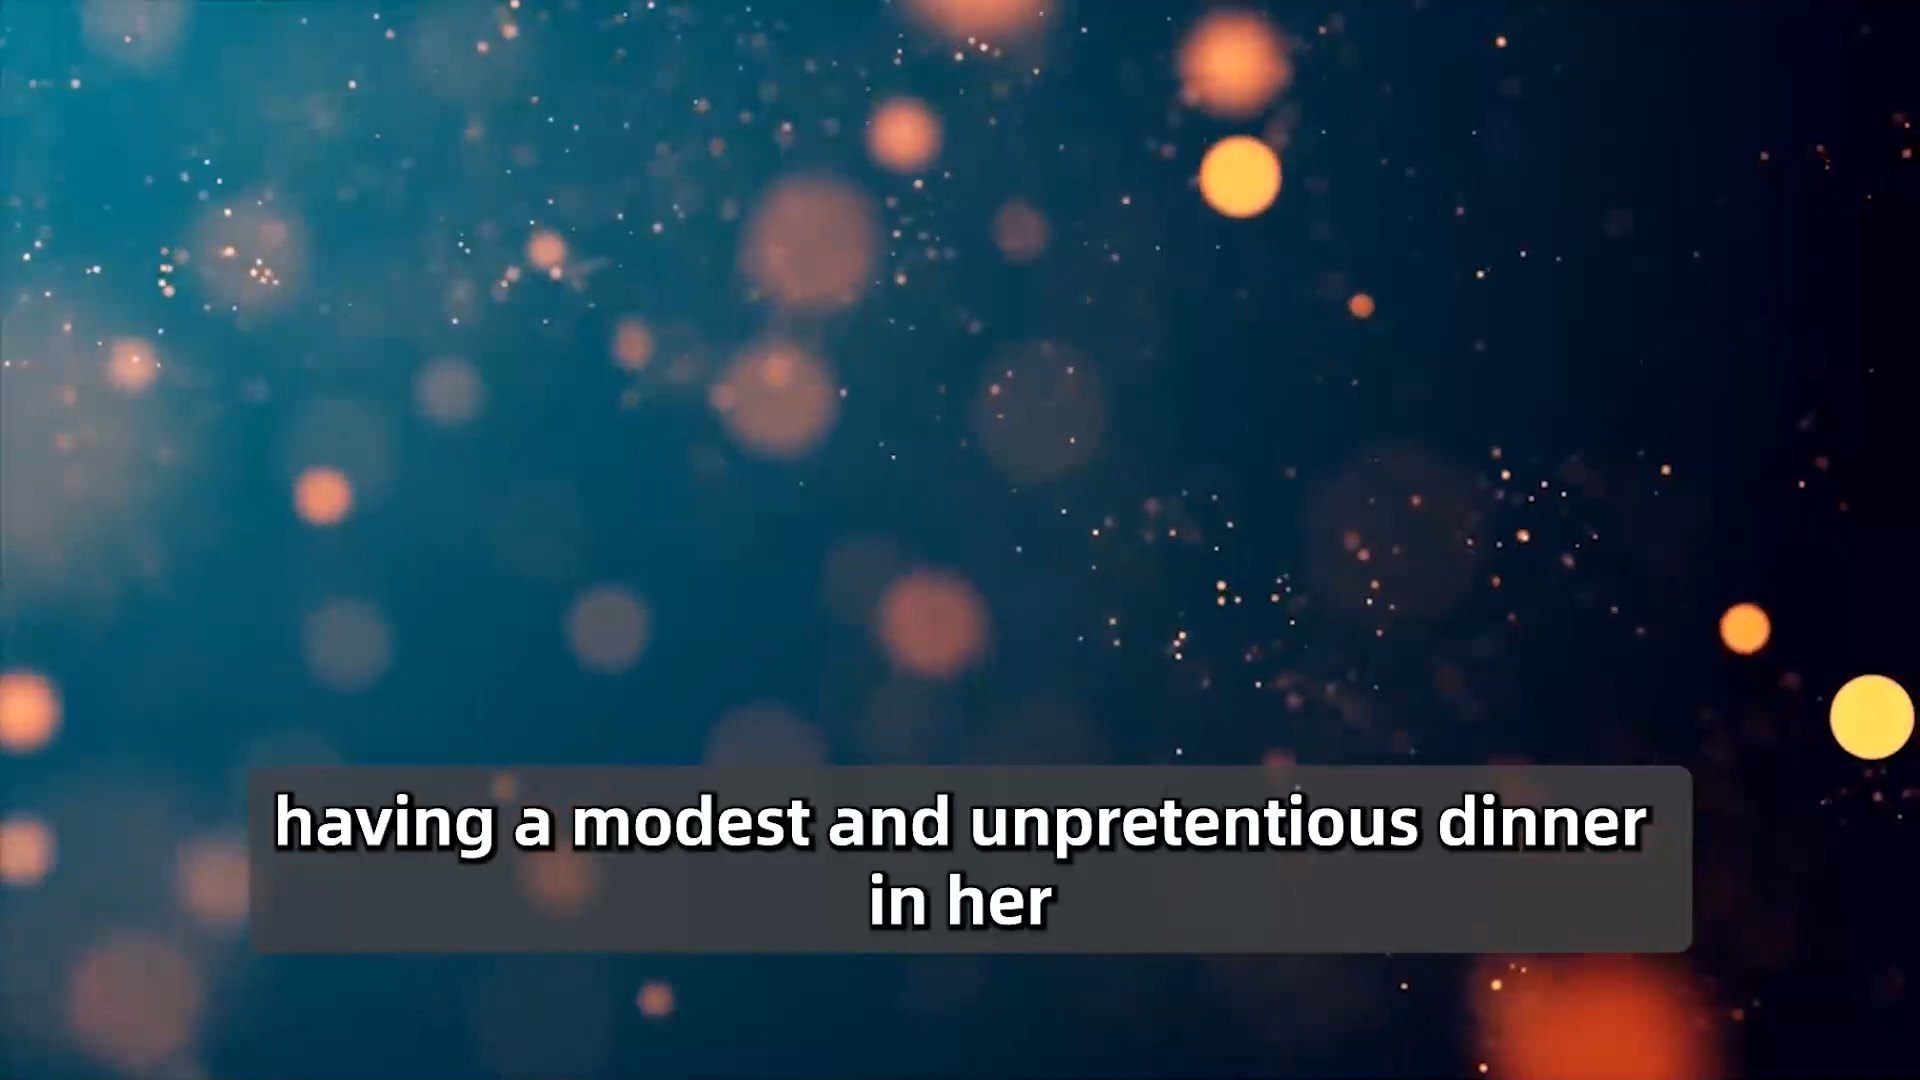 having a modest and unpretentious dinner
in her